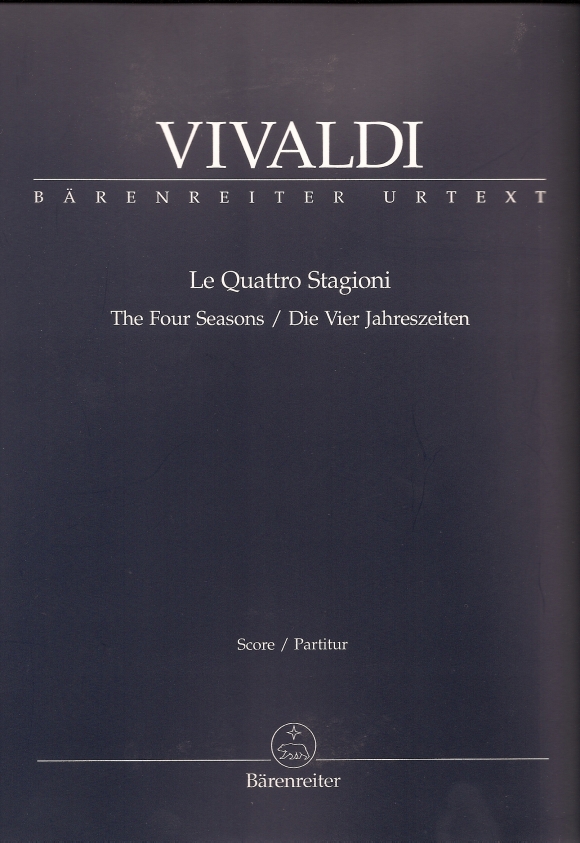 VIVALDI
BÄRENREITER URTEXT
Le Quattro Stagioni
The Four Seasons / Die Vier Jahreszeiten
Score / Partitur
Bärenreiter